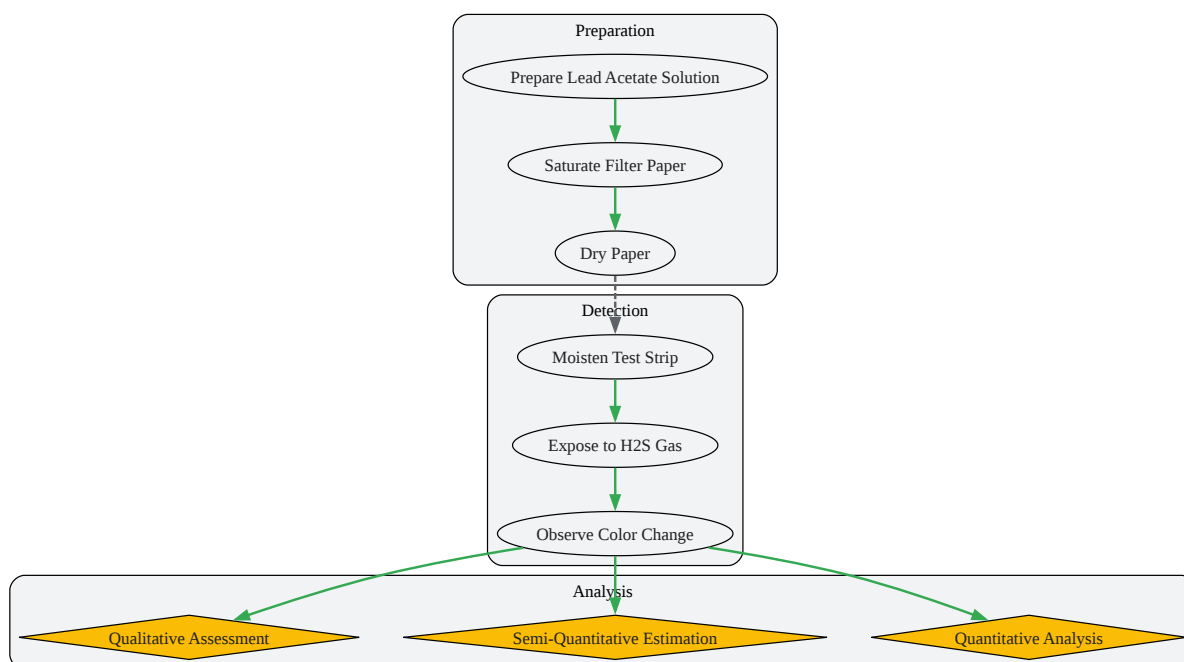 Preparation
Prepare Lead Acetate Solution
Saturate Filter Paper
Dry Paper
Detection
Moisten Test Strip
Expose to H2S Gas
Observe Color Change
Analysis
Qualitative Assessment
Semi-Quantitative Estimation
Quantitative Analysis